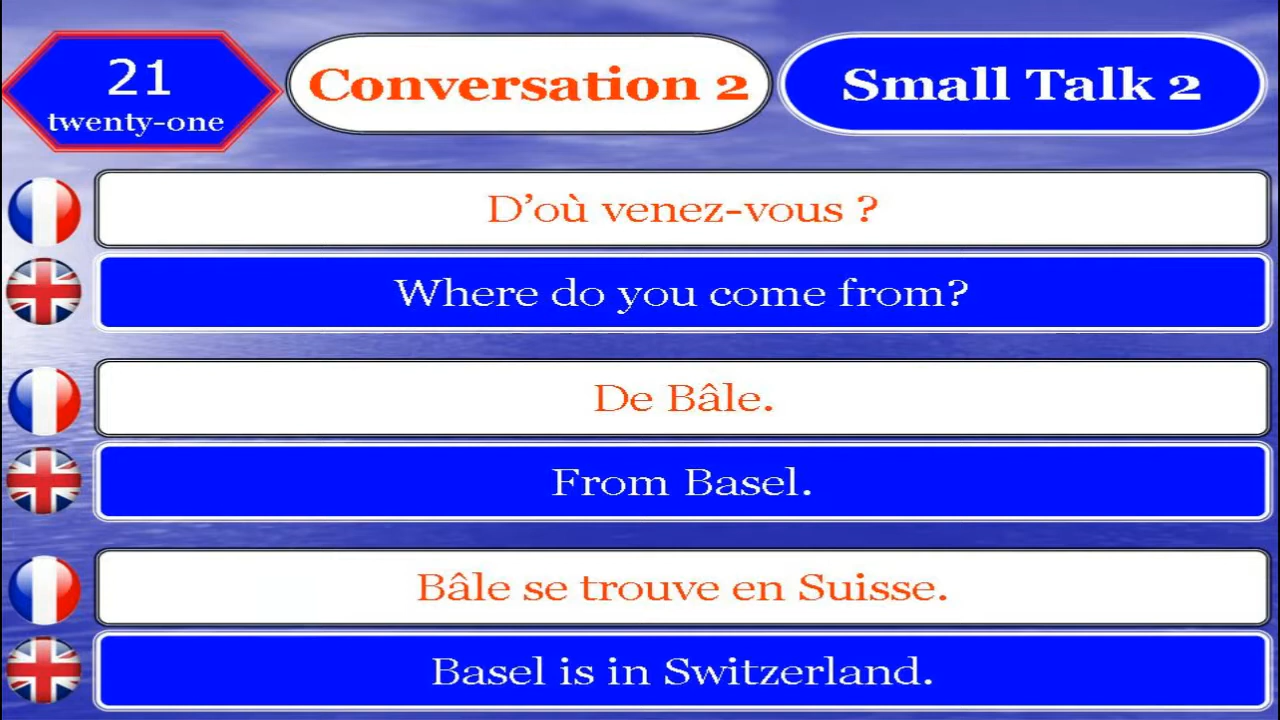 21
twenty-one
Conversation 2
Small Talk 2
D’où venez-vous ?
Where do you come from?
De Bâle.
From Basel.
Bâle se trouve en Suisse.
Basel is in Switzerland.